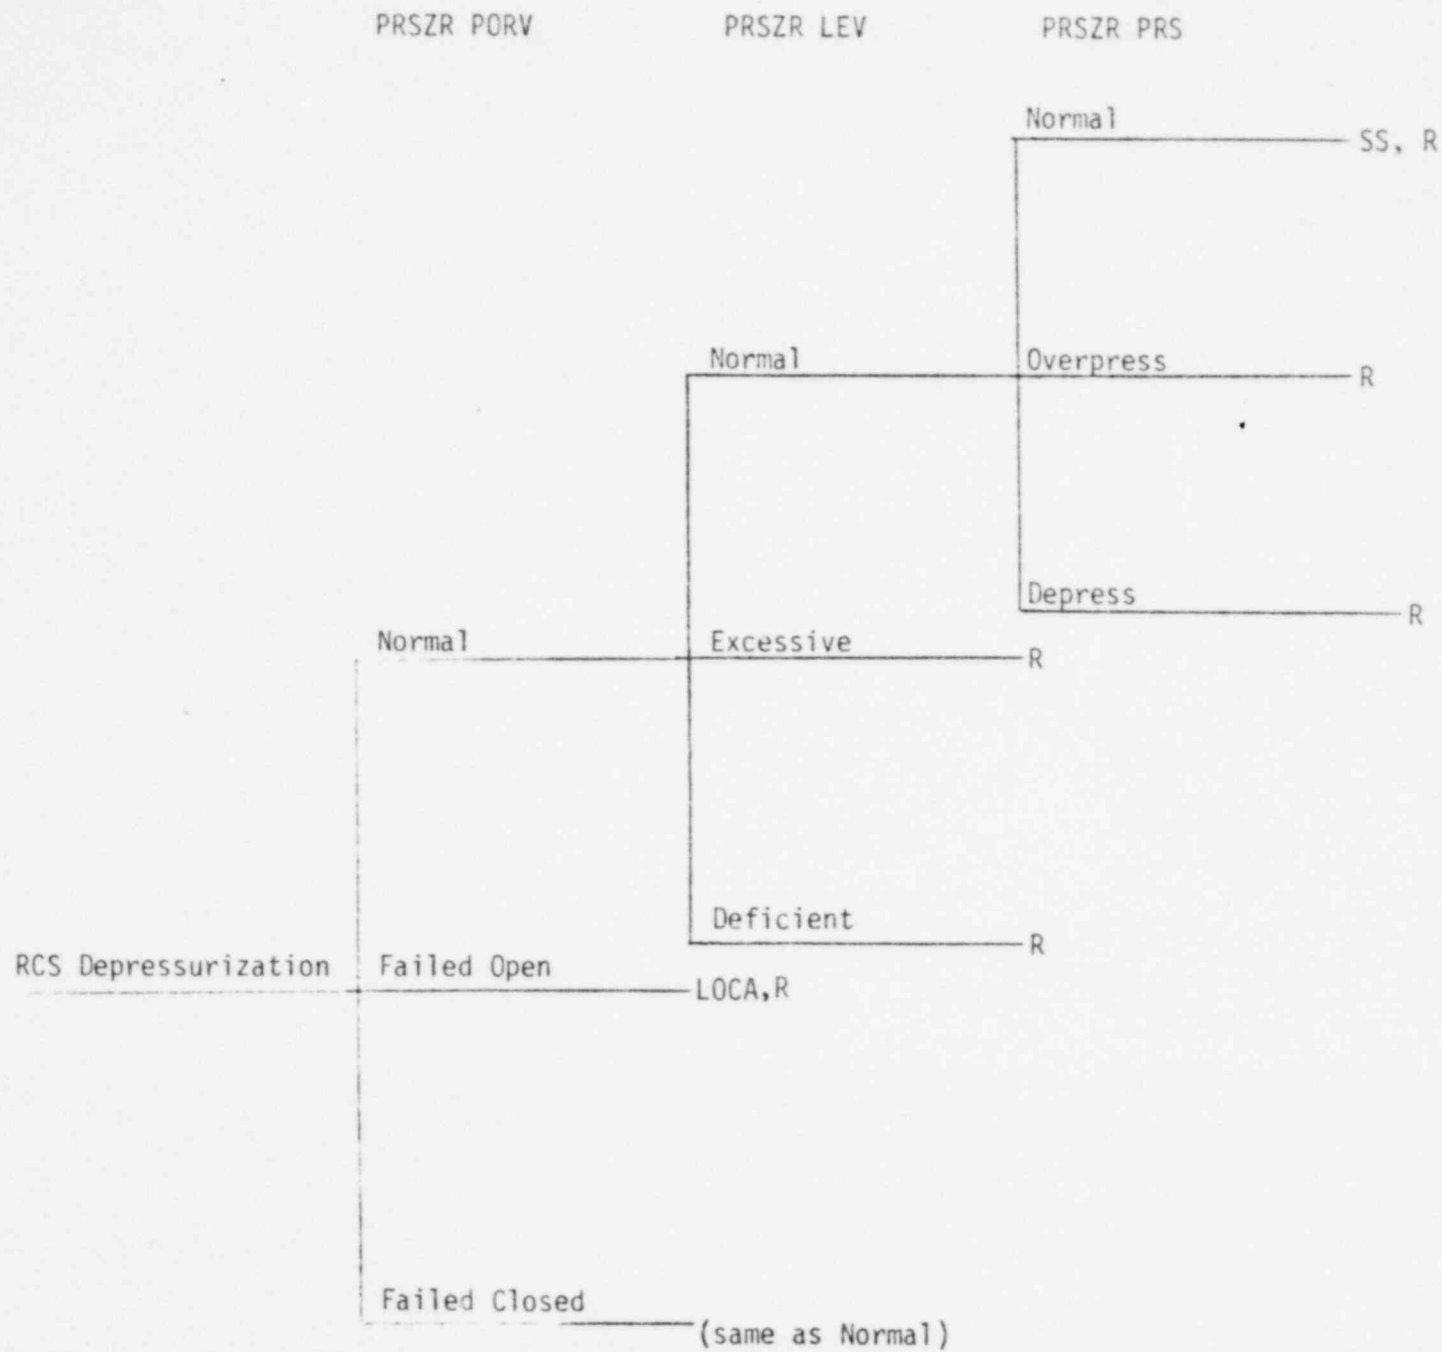 PRSZR PORV PRSZR LEV PRSZR PRS
Normal
SS, R
Normal
Overpress
R
Depress
R
Normal
Excessive
R
Deficient
R
RCS Depressurization
Failed Open
LOCA,R
Failed Closed
(same as Normal)